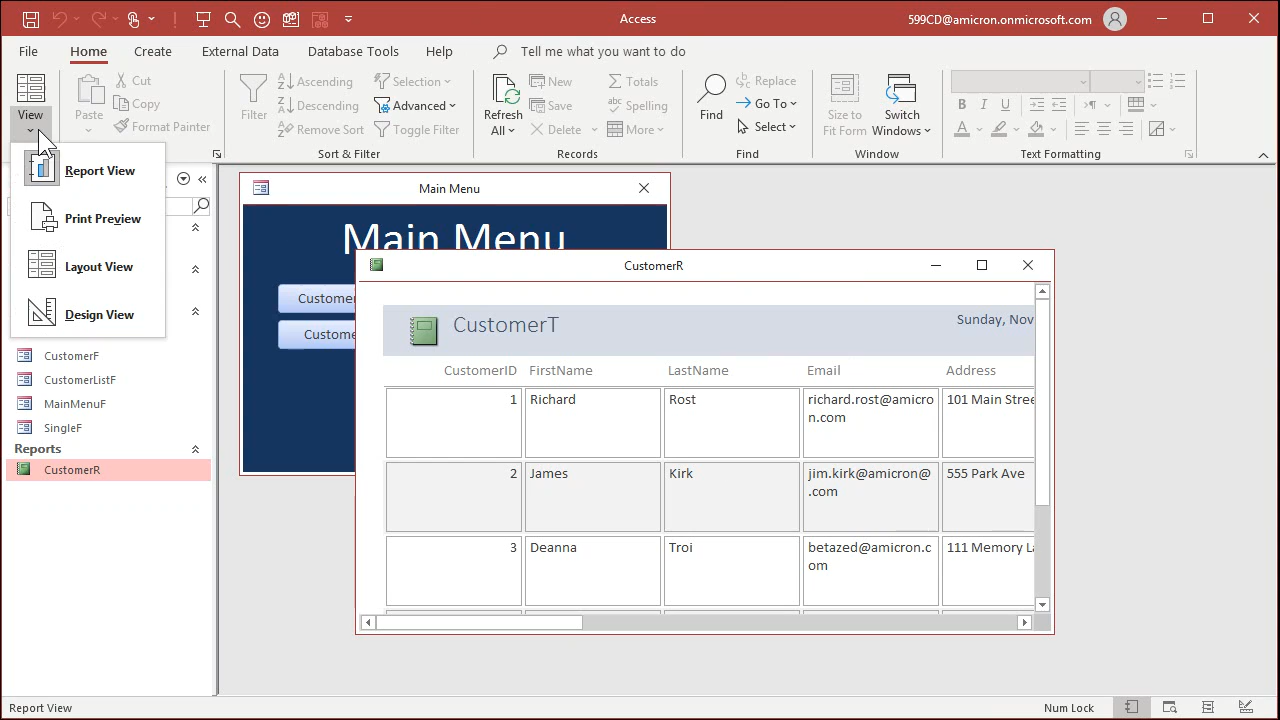 Access
599CD@amicron.onmicrosoft.com
File
Home
Create
External Data
Database Tools
Help
Tell me what you want to do
View
Paste
Cut
Copy
Format Painter
Filter
Ascending
Descending
Remove Sort
Selection
Advanced
Toggle Filter
Sort & Filter
Refresh
All
New
Save
Delete
Totals
Spelling
More
Records
Find
Replace
Go To
Select
Find
Size to
Fit Form
Switch
Windows
Window
B I U
A
Text Formatting
Report View
Print Preview
Layout View
Design View
CustomerF
CustomerListF
MainMenuF
SingleF
Reports
CustomerR
Main Menu
Main Menu
Customer
Custome
CustomerR
CustomerT
Sunday, Nov
CustomerID FirstName LastName Email Address
1 Richard Rost richard.rost@amicro
n.com 101 Main Stree
2 James Kirk jim.kirk@amicron@
.com 555 Park Ave
3 Deanna Troi betazed@amicron.c
om 111 Memory La
Report View
Num Lock